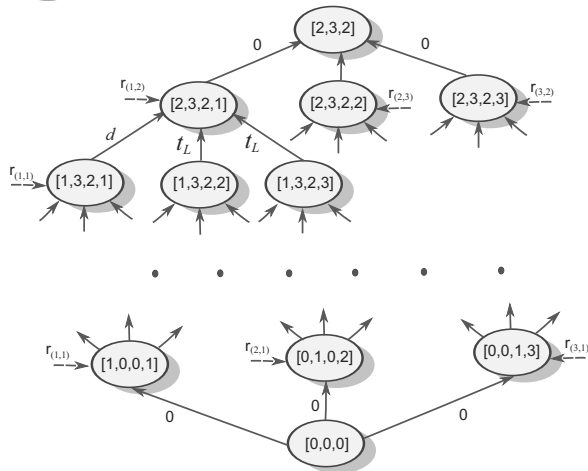 [2,3,2]
0 0
r(1,2) [2,3,2,1] [2,3,2,2] r(2,3) [2,3,2,3] r(3,2)
d tL tL
r(1,1) [1,3,2,1] [1,3,2,2] [1,3,2,3]
r(1,1) [1,0,0,1] r(2,1) [0,1,0,2] [0,0,1,3] r(3,1)
0 0 0
[0,0,0]